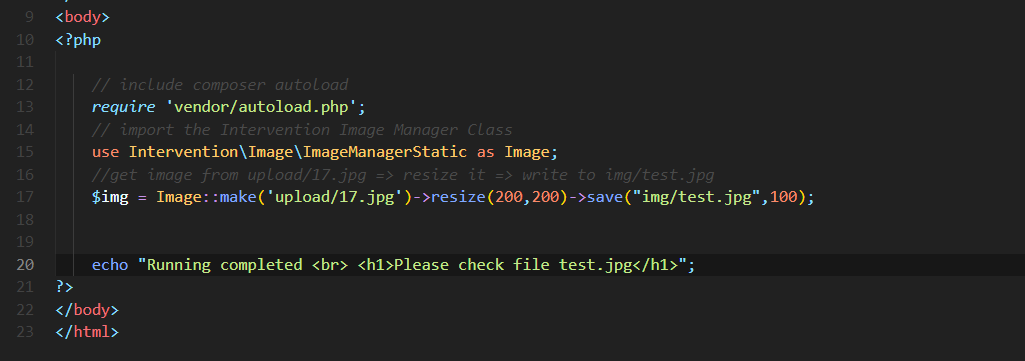 9 <body>
10 <?php
11
12 // include composer autoload
13 require 'vendor/autoload.php';
14 // import the Intervention Image Manager Class
15 use Intervention\Image\ImageManagerStatic as Image;
16 //get image from upload/17.jpg => resize it => write to img/test.jpg
17 $img = Image::make('upload/17.jpg')->resize(200,200)->save("img/test.jpg",100);
18
19
20 echo "Running completed <br> <h1>Please check file test.jpg</h1>";
21 ?>
22 </body>
23 </html>